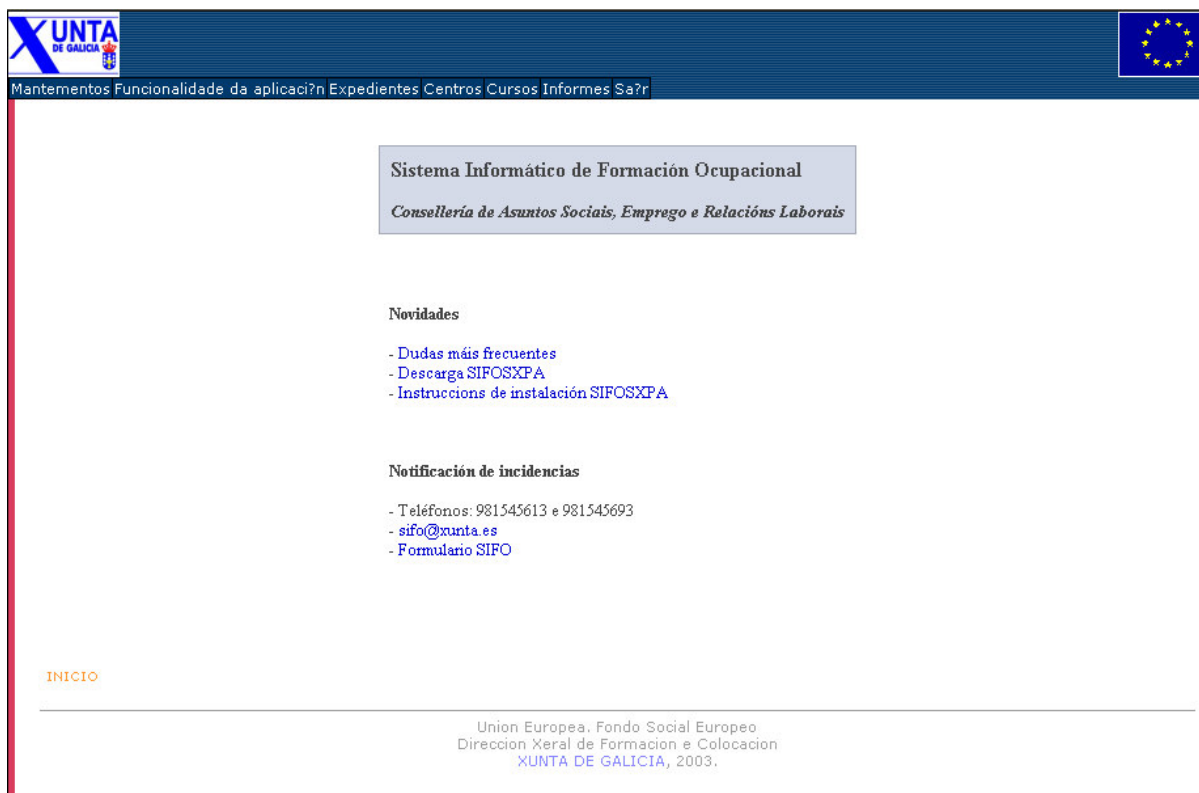 XUNTA
DE GALICIA
Mantementos Funcionalidade da aplicaci?n Expedientes Centros Cursos Informes Sa?r
Sistema Informático de Formación Ocupacional
Consellería de Asuntos Sociais, Emprego e Relacións Laborais
Novidades
- Dudas máis frecuentes
- Descarga SIFOSXPA
- Instruccions de instalación SIFOSXPA
Notificación de incidencias
- Teléfonos: 981545613 e 981545693
- sifo@xunta.es
- Formulario SIFO
INICIO
Union Europea. Fondo Social Europeo
Direccion Xeral de Formacion e Colocacion
XUNTA DE GALICIA, 2003.